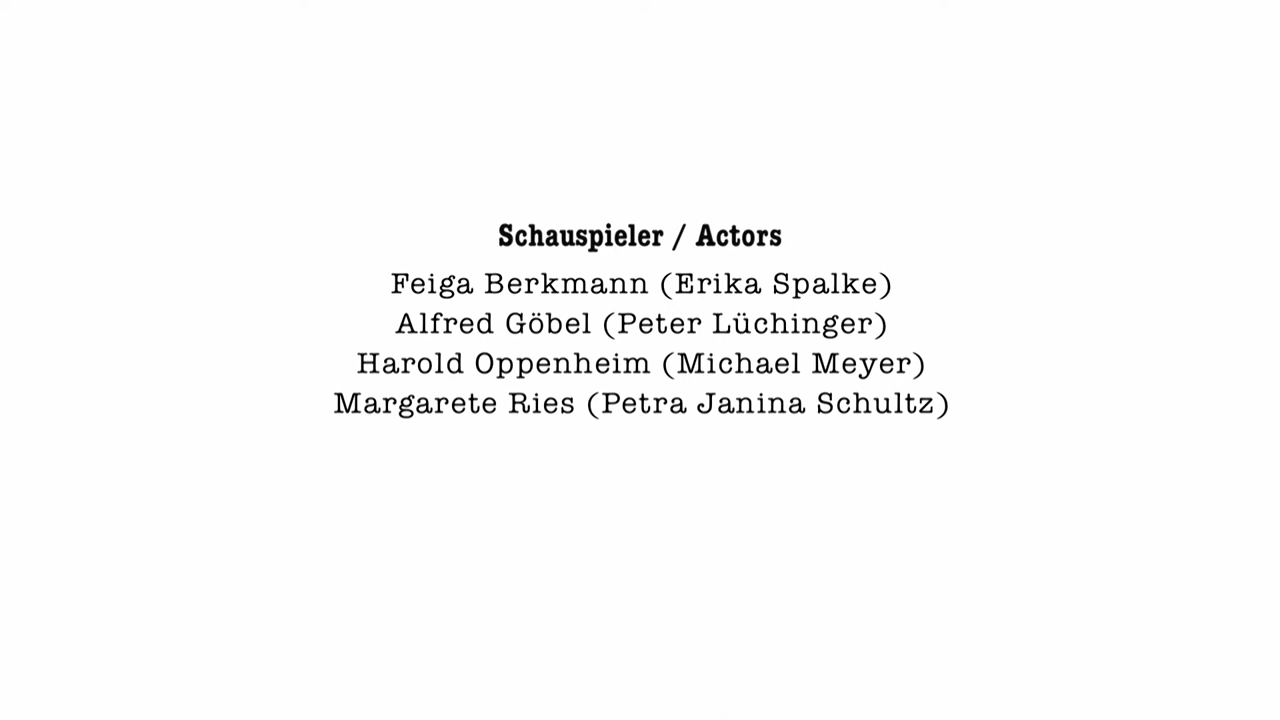 Schauspieler / Actors
Feiga Berkmann (Erika Spalke)
Alfred Göbel (Peter Lüchinger)
Harold Oppenheim (Michael Meyer)
Margarete Ries (Petra Janina Schultz)